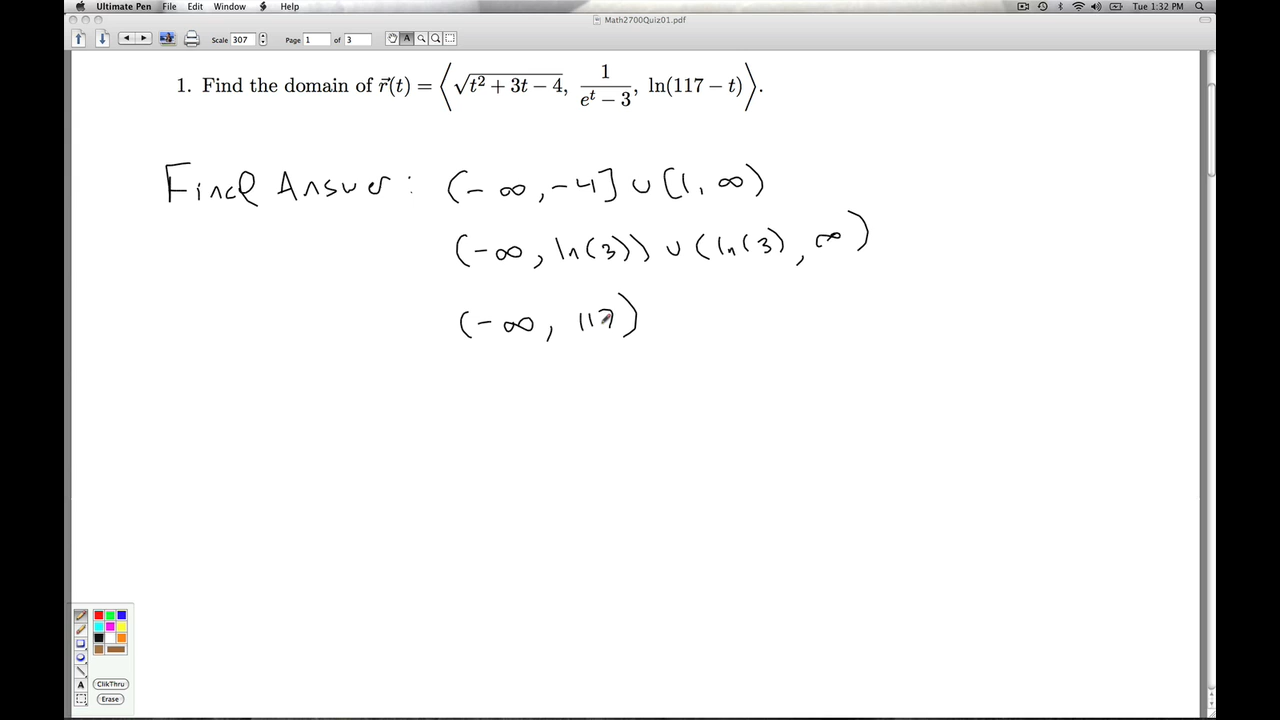 Ultimate Pen File Edit Window Help Tue 1:32 PM
Math2700Quiz01.pdf
Scale 307 Page 1 of 3 A
1. Find the domain of r⃗(t) = ⟨√(t² + 3t − 4), 1/(eᵗ − 3), ln(117 − t)⟩.
Final Answer: (-∞, -4] ∪ [1, ∞)
(-∞, ln(3)) ∪ (ln(3), ∞)
(-∞, 117)
A
ClikThru
Erase